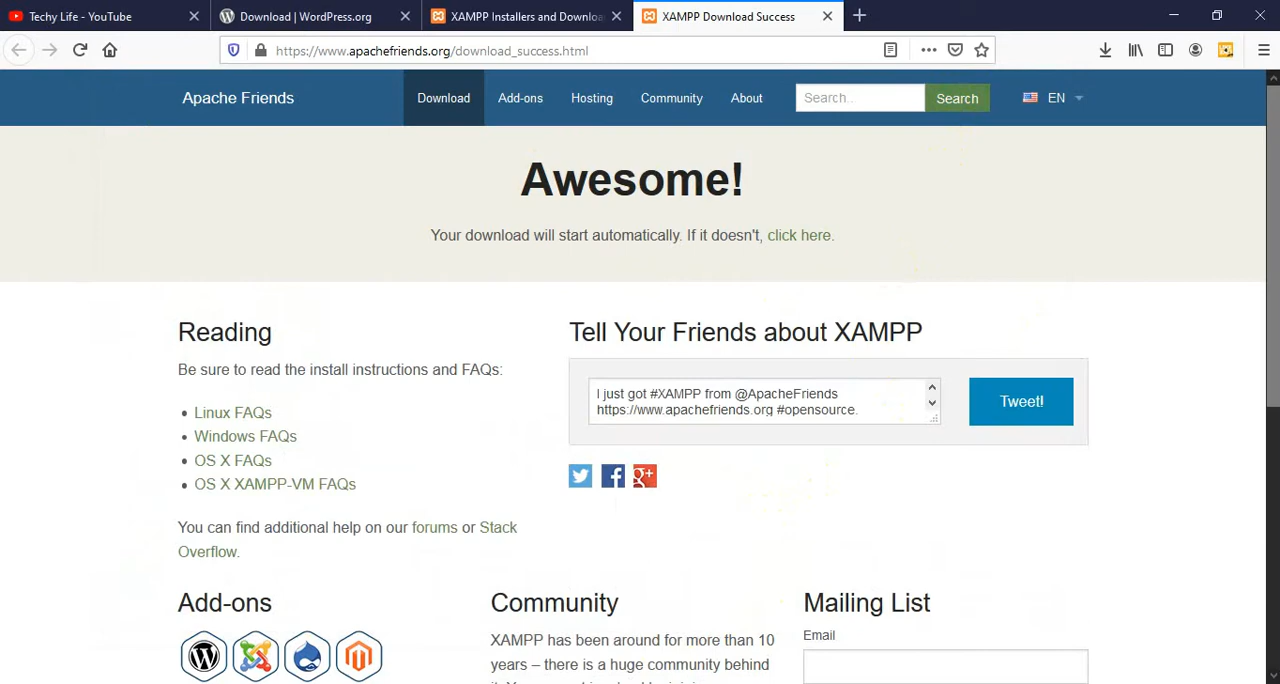 Techy Life - YouTube
Download | WordPress.org
XAMPP Installers and Downloa
XAMPP Download Success
https://www.apachefriends.org/download_success.html
Apache Friends
Download
Add-ons
Hosting
Community
About
Search..
Search
EN
Awesome!
Your download will start automatically. If it doesn't, click here.
Reading
Be sure to read the install instructions and FAQs:
Linux FAQs
Windows FAQs
OS X FAQs
OS X XAMPP-VM FAQs
You can find additional help on our forums or Stack
Overflow.
Tell Your Friends about XAMPP
I just got #XAMPP from @ApacheFriends
https://www.apachefriends.org #opensource.
Tweet!
Add-ons
Community
XAMPP has been around for more than 10
years – there is a huge community behind
Mailing List
Email